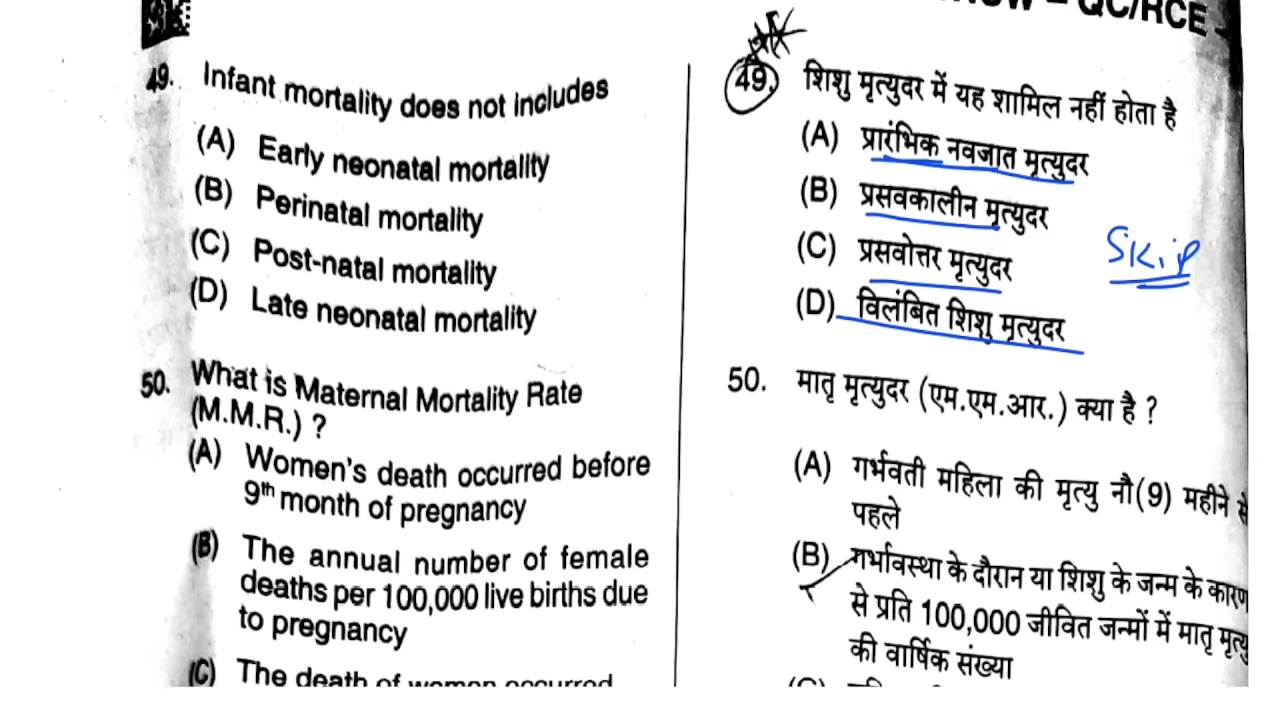 – QC/RCE
49. Infant mortality does not includes
(A) Early neonatal mortality
(B) Perinatal mortality
(C) Post-natal mortality
(D) Late neonatal mortality
50. What is Maternal Mortality Rate
(M.M.R.) ?
(A) Women's death occurred before
9th month of pregnancy
(B) The annual number of female
deaths per 100,000 live births due
to pregnancy
(C) The death of women occurred
49. शिशु मृत्युदर में यह शामिल नहीं होता है
(A) प्रारंभिक नवजात मृत्युदर
(B) प्रसवकालीन मृत्युदर
(C) प्रसवोत्तर मृत्युदर
Skip
(D) विलंबित शिशु मृत्युदर
50. मातृ मृत्युदर (एम.एम.आर.) क्या है ?
(A) गर्भवती महिला की मृत्यु नौ(9) महीने से
पहले
(B) गर्भावस्था के दौरान या शिशु के जन्म के कारण
से प्रति 100,000 जीवित जन्मों में मातृ मृत्यु
की वार्षिक संख्या